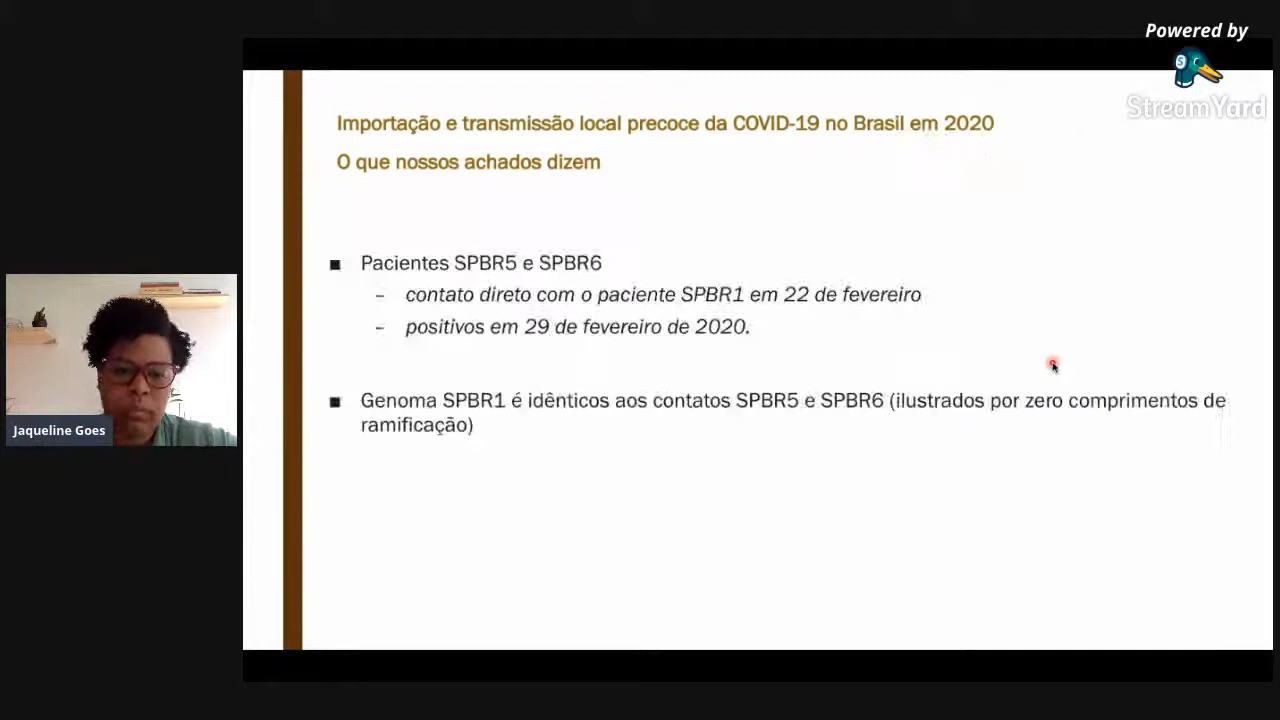 Powered by
StreamYard
Importação e transmissão local precoce da COVID-19 no Brasil em 2020
O que nossos achados dizem
■ Pacientes SPBR5 e SPBR6
– contato direto com o paciente SPBR1 em 22 de fevereiro
– positivos em 29 de fevereiro de 2020.
■ Genoma SPBR1 é idênticos aos contatos SPBR5 e SPBR6 (ilustrados por zero comprimentos de
ramificação)
Jaqueline Goes